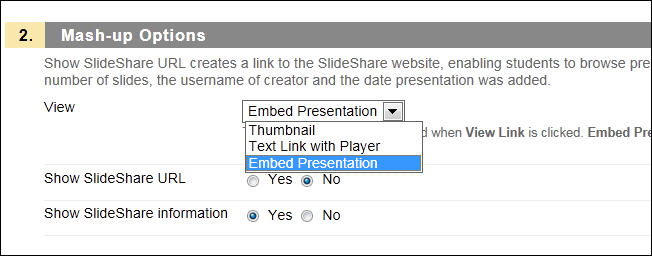 2. Mash-up Options
Show SlideShare URL creates a link to the SlideShare website, enabling students to browse pre
number of slides, the username of creator and the date presentation was added.
View Embed Presentation
Thumbnail
d when View Link is clicked. Embed Pre
Text Link with Player
Embed Presentation
Show SlideShare URL Yes No
Show SlideShare information Yes No